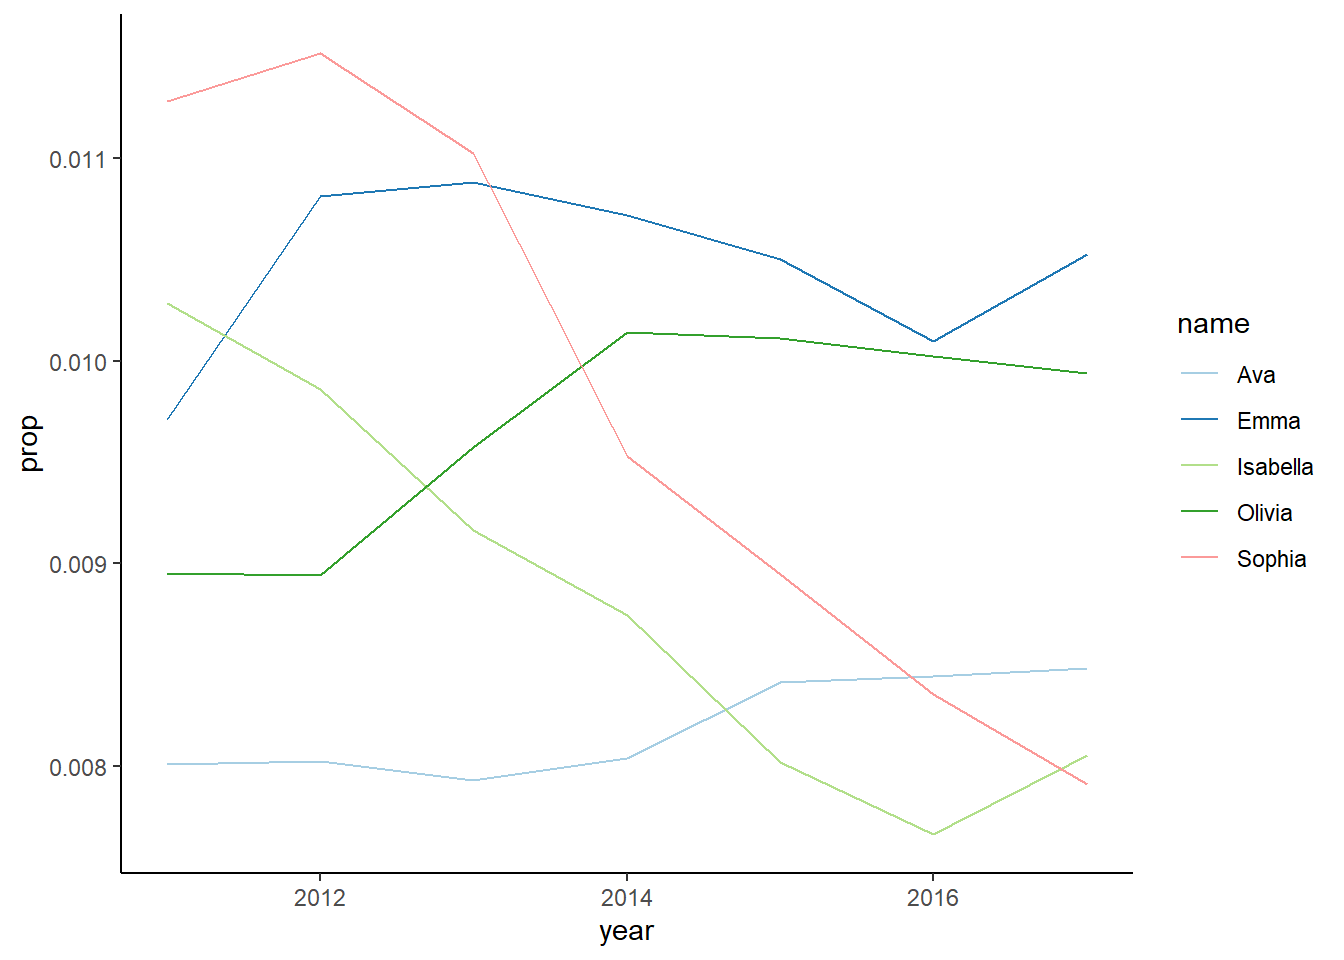 0.011
0.010
0.009
0.008
prop
2012
2014
2016
year
name
Ava
Emma
Isabella
Olivia
Sophia